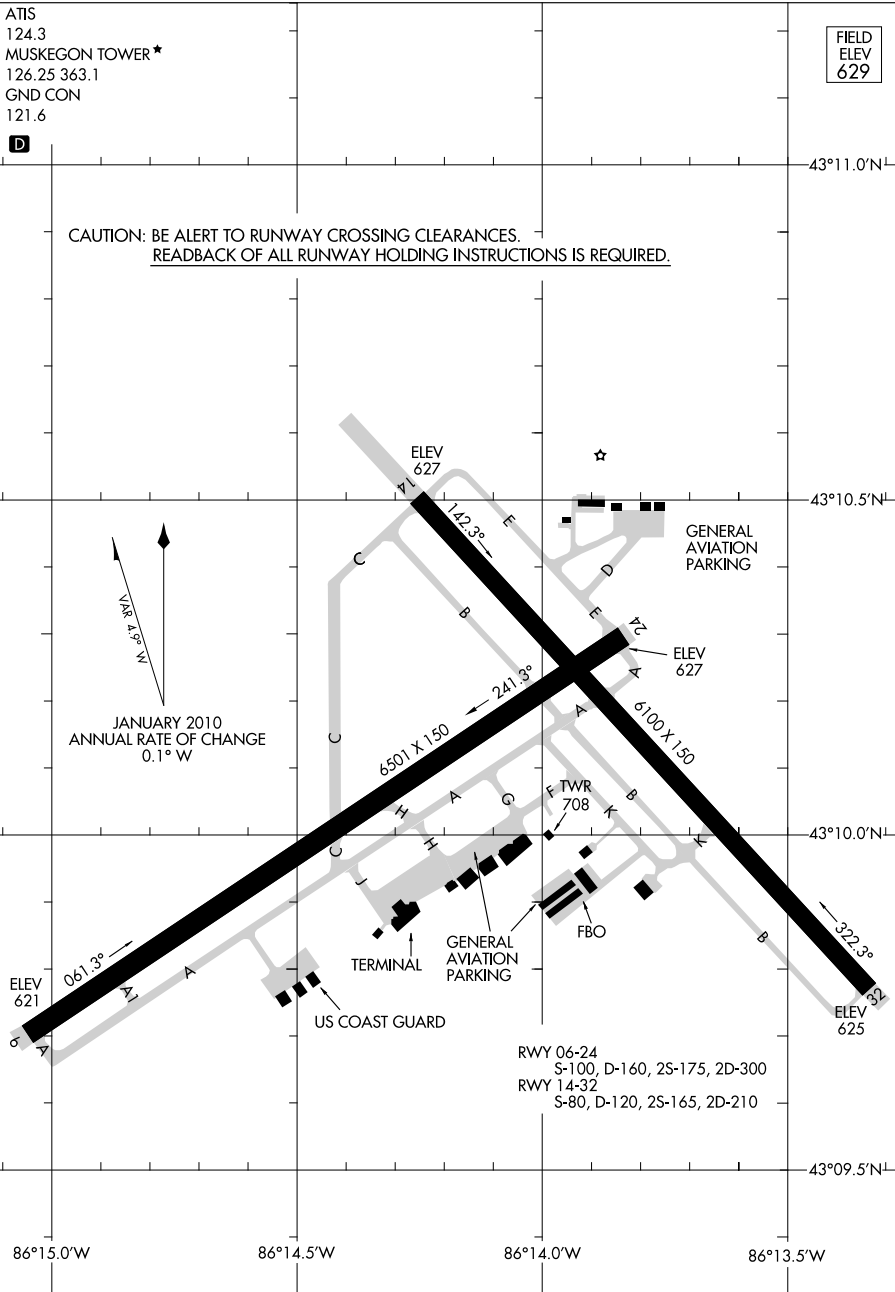 ATIS
124.3
MUSKEGON TOWER★
126.25 363.1
GND CON
121.6
D
FIELD
ELEV
629
43°11.0'N
CAUTION: BE ALERT TO RUNWAY CROSSING CLEARANCES.
READBACK OF ALL RUNWAY HOLDING INSTRUCTIONS IS REQUIRED.
ELEV
627
14
142.3°
E
43°10.5'N
GENERAL
AVIATION
PARKING
C
D
B
E
24
VAR 4.9° W
ELEV
627
A
241.3°
JANUARY 2010
ANNUAL RATE OF CHANGE
0.1° W
C
A
6100 X 150
6501 X 150
H
A
G
F
TWR
708
K
B
43°10.0'N
C
H
K
J
TERMINAL
GENERAL
AVIATION
PARKING
FBO
B
322.3°
061.3°
A
A1
ELEV
621
6
A
US COAST GUARD
32
ELEV
625
RWY 06-24
S-100, D-160, 2S-175, 2D-300
RWY 14-32
S-80, D-120, 2S-165, 2D-210
43°09.5'N
86°15.0'W
86°14.5'W
86°14.0'W
86°13.5'W